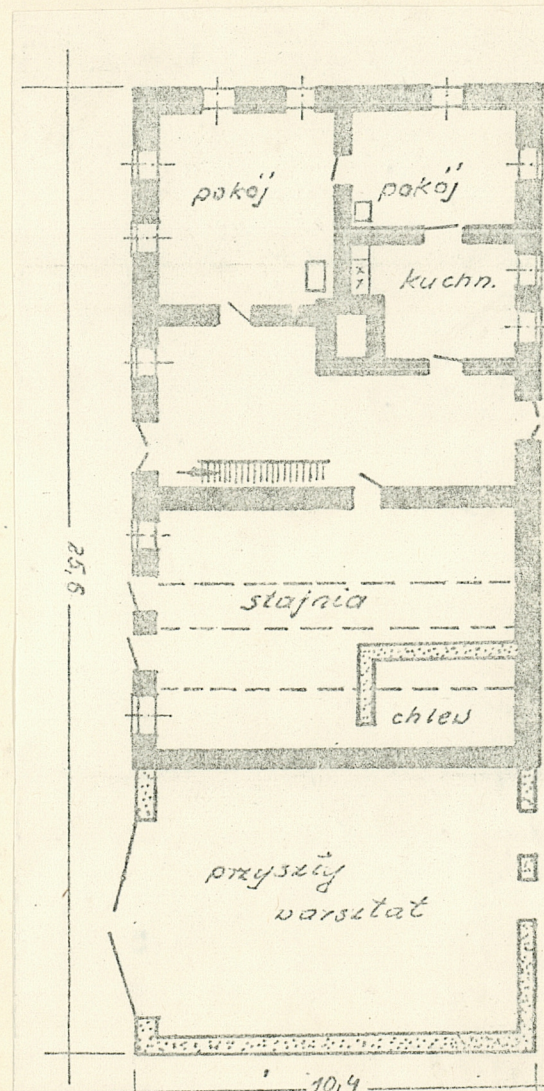 pokój
pokój
kuchn.
25,6
stajnia
chlew
przyszły
warsztat
10,4